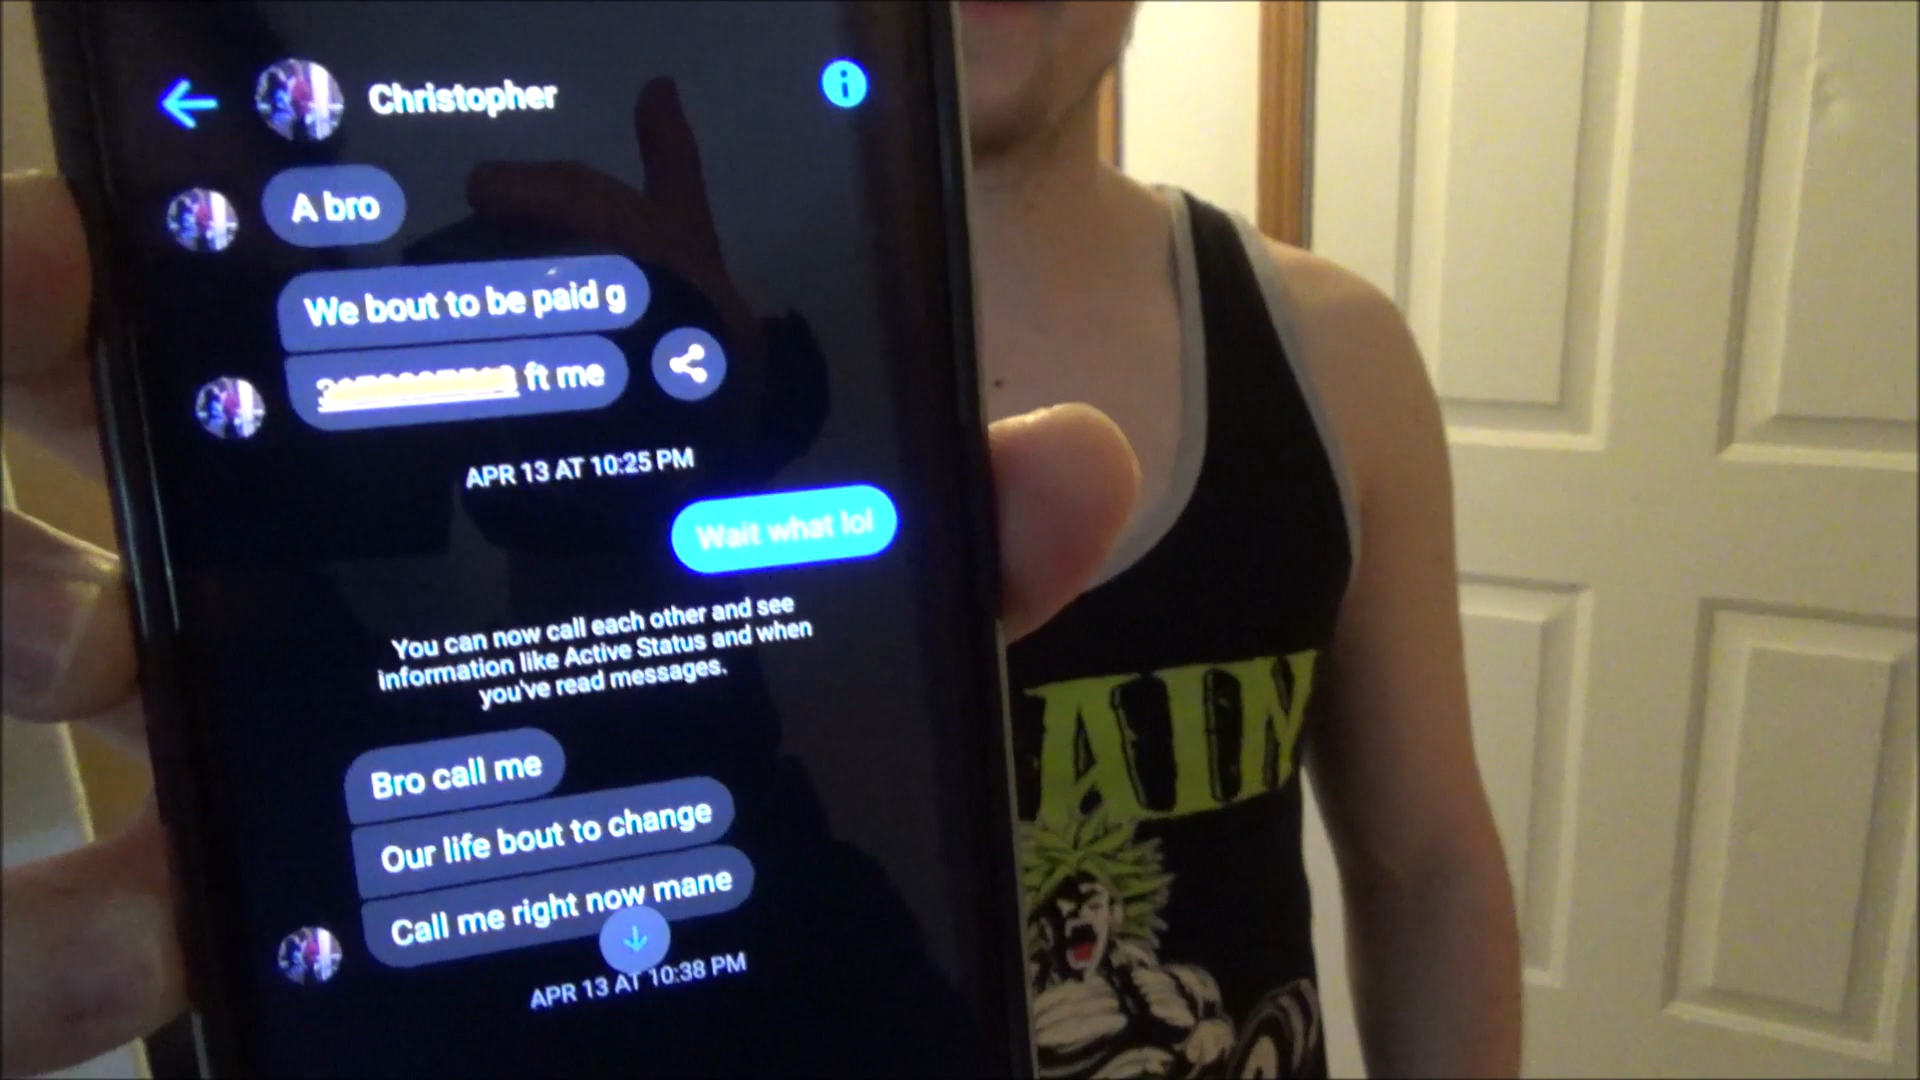 Christopher
A bro
We bout to be paid g
ft me
APR 13 AT 10:25 PM
Wait what lol
You can now call each other and see
information like Active Status and when
you've read messages.
Bro call me
Our life bout to change
Call me right now mane
APR 13 AT 10:38 PM
AIN